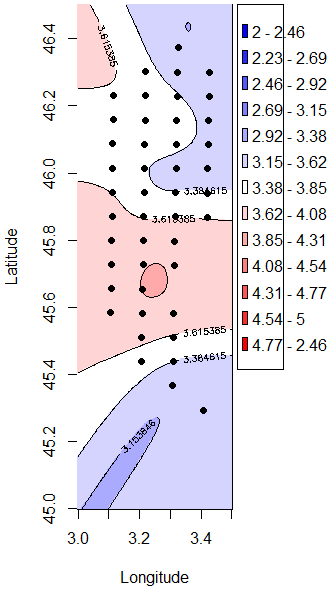 46.4
46.2
46.0
45.8
45.6
45.4
45.2
45.0
Latitude
3.0
3.2
3.4
Longitude
3.615385
3.384615
3.615385
3.615385
3.384615
3.153846
2 - 2.46
2.23 - 2.69
2.46 - 2.92
2.69 - 3.15
2.92 - 3.38
3.15 - 3.62
3.38 - 3.85
3.62 - 4.08
3.85 - 4.31
4.08 - 4.54
4.31 - 4.77
4.54 - 5
4.77 - 2.46